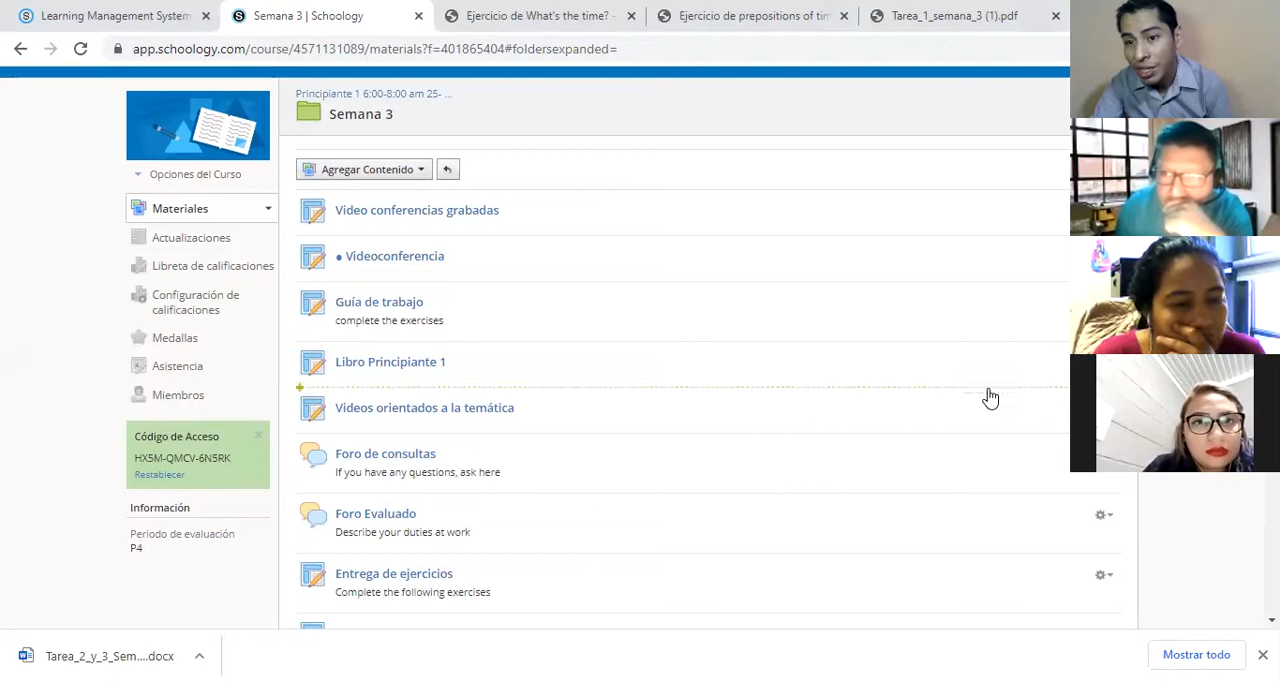 Learning Management System
Semana 3 | Schoology
Ejercicio de What's the time? -
Ejercicio de prepositions of tim
Tarea_1_semana_3 (1).pdf
app.schoology.com/course/4571131089/materials?f=401865404#foldersexpanded=
Principiante 1 6:00-8:00 am 25- ...
Semana 3
Opciones del Curso
Agregar Contenido
Materiales
Video conferencias grabadas
Actualizaciones
● Videoconferencia
Libreta de calificaciones
Configuración de
calificaciones
Guía de trabajo
complete the exercises
Medallas
Libro Principiante 1
Asistencia
Miembros
Videos orientados a la temática
Código de Acceso
HX5M-QMCV-6N5RK
Restablecer
Foro de consultas
If you have any questions, ask here
Información
Foro Evaluado
Describe your duties at work
Periodo de evaluación
P4
Entrega de ejercicios
Complete the following exercises
Tarea_2_y_3_Sem....docx
Mostrar todo